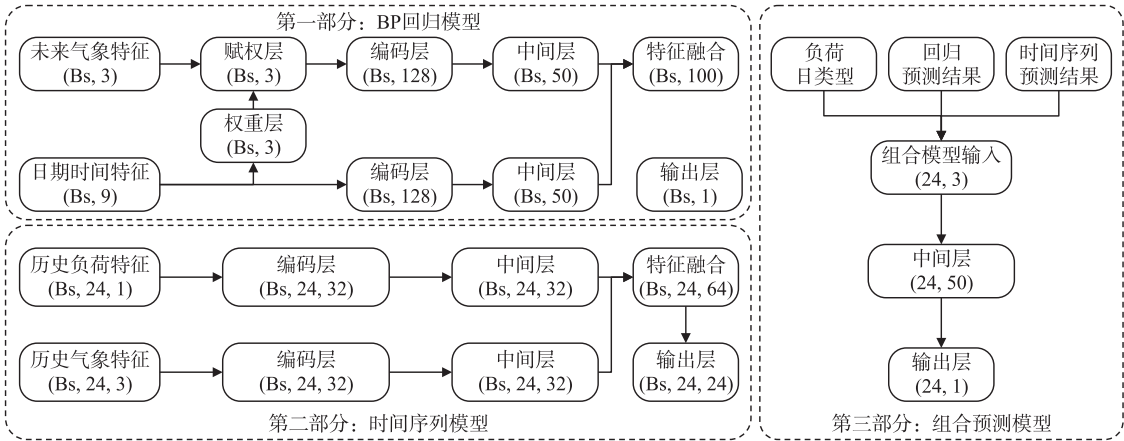 第一部分：BP回归模型
未来气象特征
(Bs, 3)
赋权层
(Bs, 3)
编码层
(Bs, 128)
中间层
(Bs, 50)
特征融合
(Bs, 100)
权重层
(Bs, 3)
日期时间特征
(Bs, 9)
编码层
(Bs, 128)
中间层
(Bs, 50)
输出层
(Bs, 1)
历史负荷特征
(Bs, 24, 1)
编码层
(Bs, 24, 32)
中间层
(Bs, 24, 32)
特征融合
(Bs, 24, 64)
历史气象特征
(Bs, 24, 3)
编码层
(Bs, 24, 32)
中间层
(Bs, 24, 32)
输出层
(Bs, 24, 24)
第二部分：时间序列模型
负荷
日类型
回归
预测结果
时间序列
预测结果
组合模型输入
(24, 3)
中间层
(24, 50)
输出层
(24, 1)
第三部分：组合预测模型